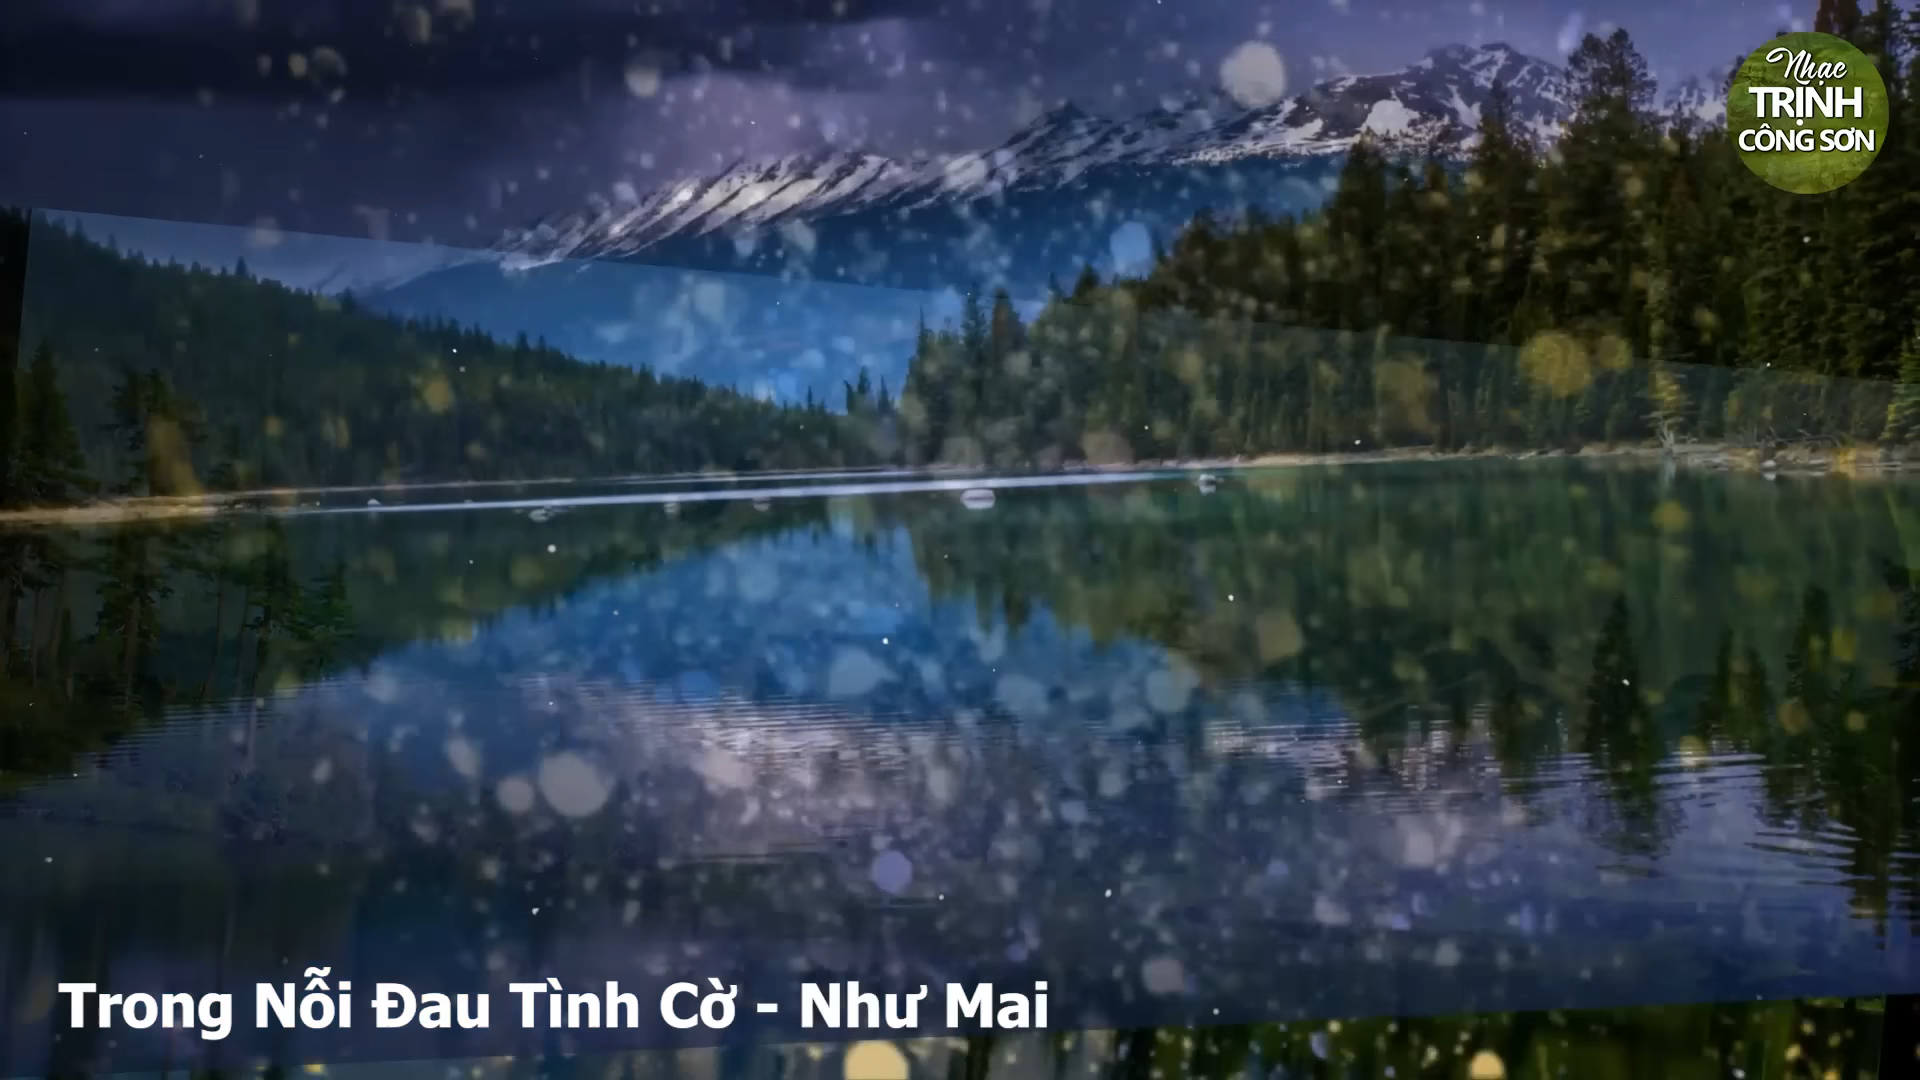 Nhạc
TRỊNH
CÔNG SƠN
Trong Nỗi Đau Tình Cờ - Như Mai